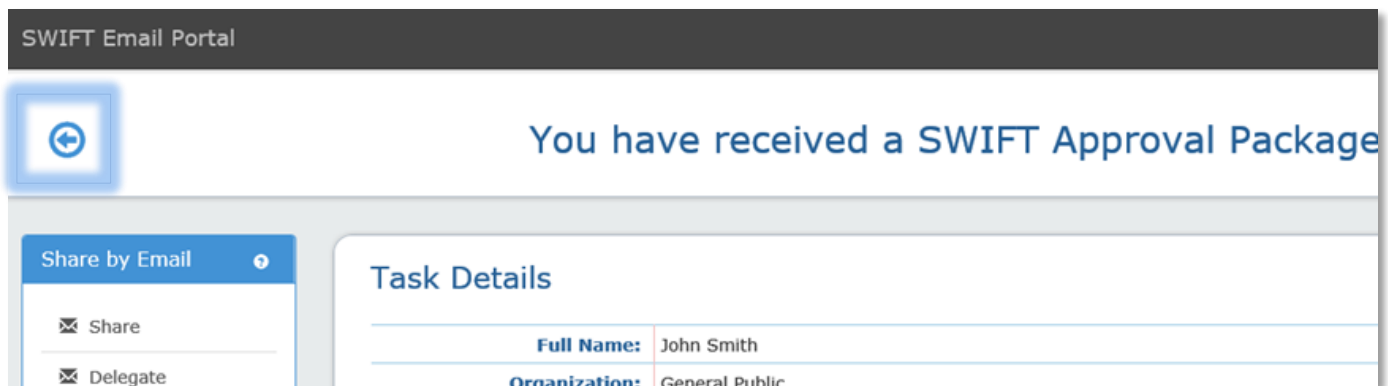 SWIFT Email Portal
You have received a SWIFT Approval Package
Share by Email
Share
Delegate
Task Details
Full Name: John Smith
Organization: General Public